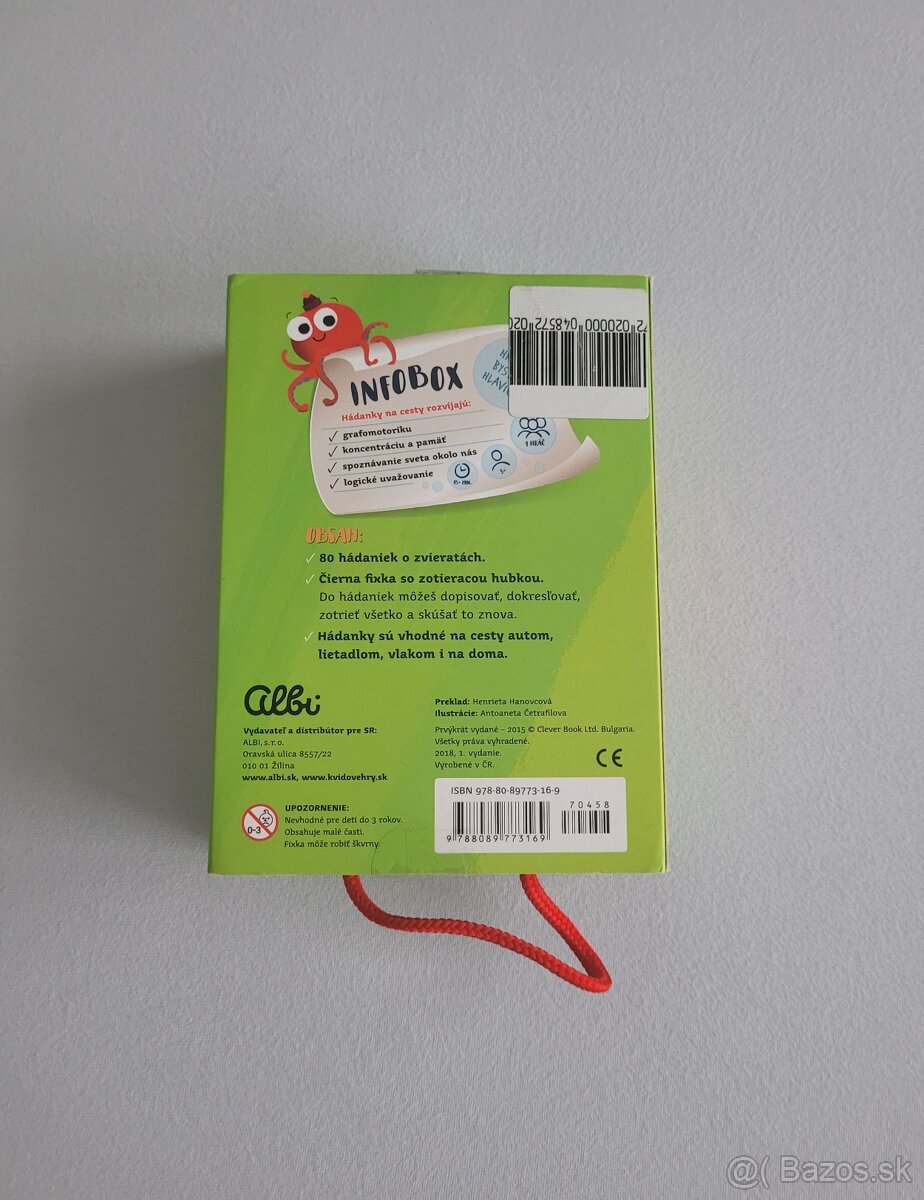 INFOBOX
Hádanky na cesty rozvíjajú:
✓ grafomotoriku
✓ koncentráciu a pamäť
✓ spoznávanie sveta okolo nás
✓ logické uvažovanie
15+ MIN.
5+
1 HRÁČ
020000 048572
OBSAH:
✓ 80 hádaniek o zvieratách.
✓ Čierna fixka so zotieracou hubkou.
Do hádaniek môžeš dopisovať, dokresľovať,
zotrieť všetko a skúšať to znova.
✓ Hádanky sú vhodné na cesty autom,
lietadlom, vlakom i na doma.
albi
Vydavateľ a distribútor pre SR:
ALBI, s. r. o.
Oravská ulica 8557/22
010 01 Žilina
www.albi.sk, www.kvidovehry.sk
Preklad: Henrieta Hanovcová
Ilustrácie: Antoaneta Četrafilova
Prvýkrát vydané – 2015 © Clever Book Ltd. Bulgaria.
Všetky práva vyhradené.
2018, 1. vydanie.
Vyrobené v ČR.
CE
0-3
UPOZORNENIE:
Nevhodné pre deti do 3 rokov.
Obsahuje malé časti.
Fixka môže robiť škvrny.
ISBN 978-80-89773-16-9
70458
9 788089 773169
@( Bazos.sk